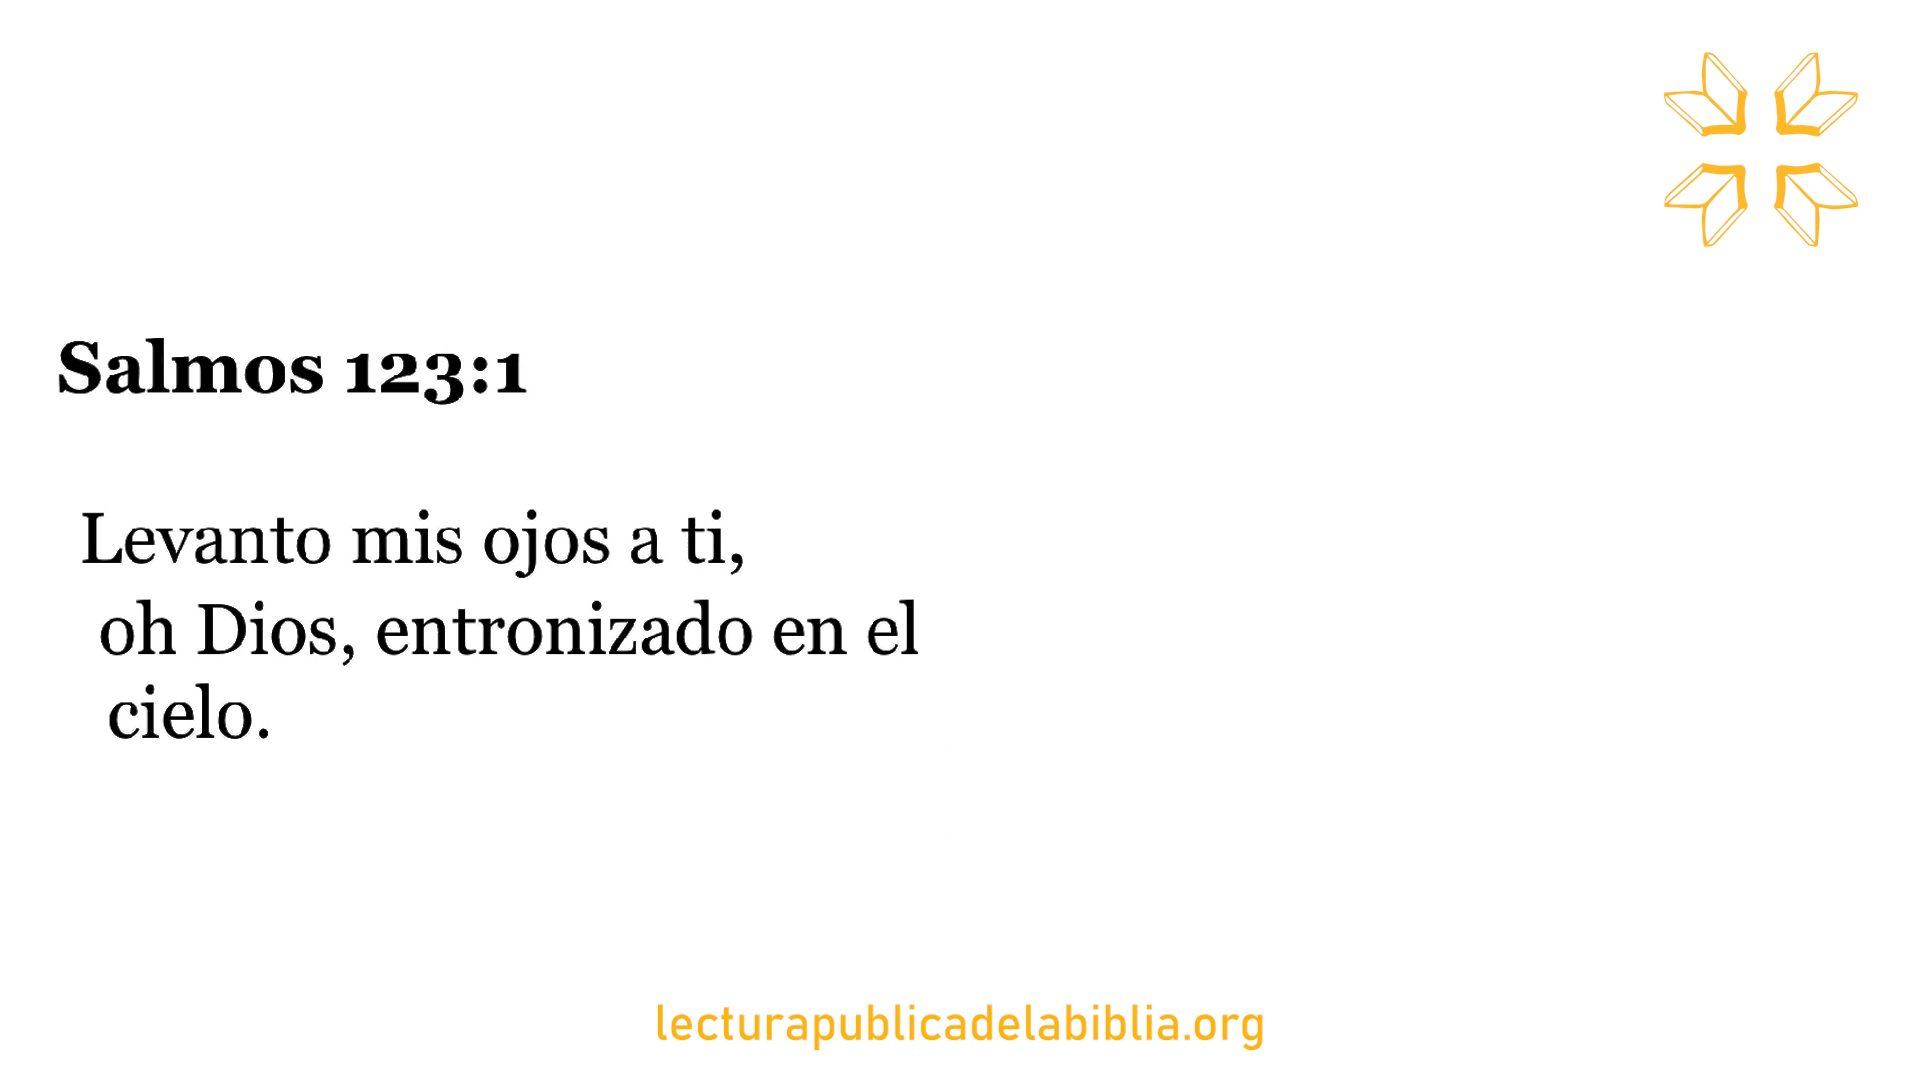 Salmos 123:1
Levanto mis ojos a ti,
oh Dios, entronizado en el
cielo.
lecturapublicadelabiblia.org